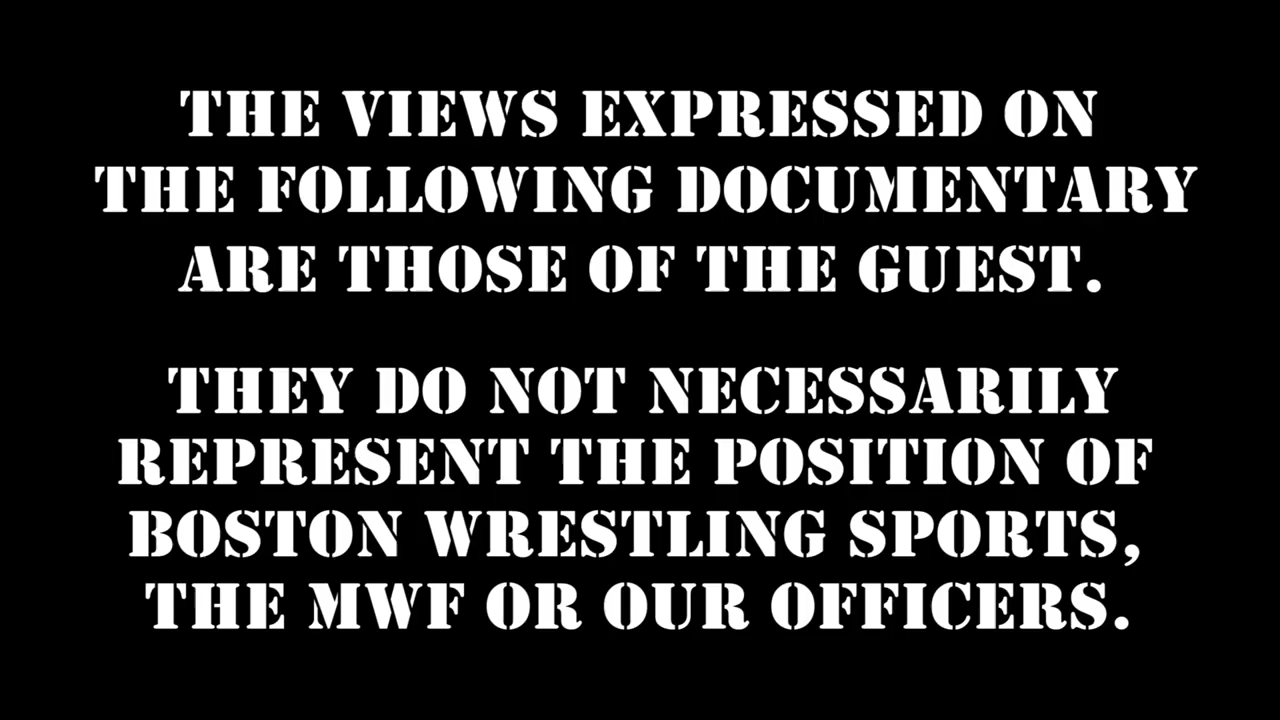 THE VIEWS EXPRESSED ON
THE FOLLOWING DOCUMENTARY
ARE THOSE OF THE GUEST.
THEY DO NOT NECESSARILY
REPRESENT THE POSITION OF
BOSTON WRESTLING SPORTS,
THE MWF OR OUR OFFICERS.